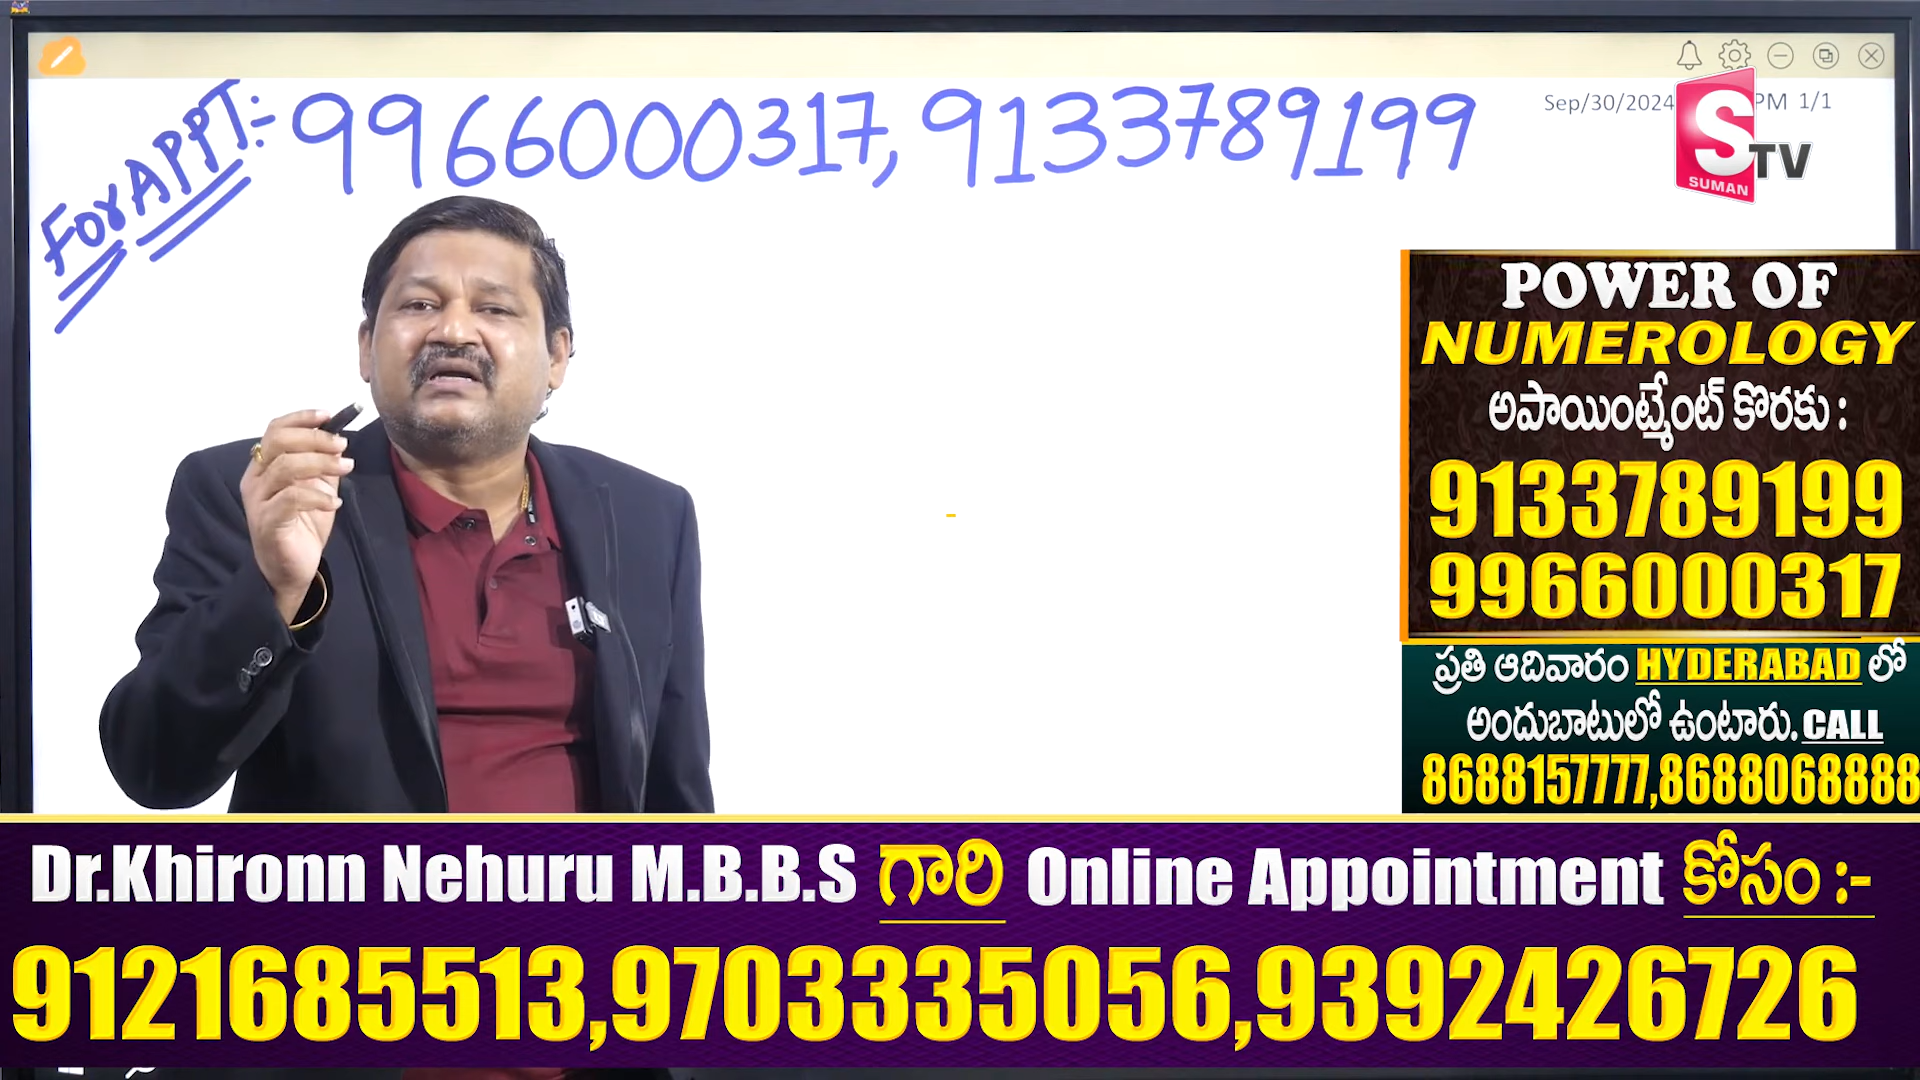 For APPT:- 9966000317, 9133789199
Sep/30/2024 PM 1/1
S TV
SUMAN
POWER OF
NUMEROLOGY
అపాయింట్మేంట్ కొరకు :
9133789199
9966000317
ప్రతి ఆదివారం HYDERABAD లో
అందుబాటులో ఉంటారు. CALL
8688157777,8688068888
Dr.Khironn Nehuru M.B.B.S గారి Online Appointment కోసం :-
9121685513,9703335056,9392426726